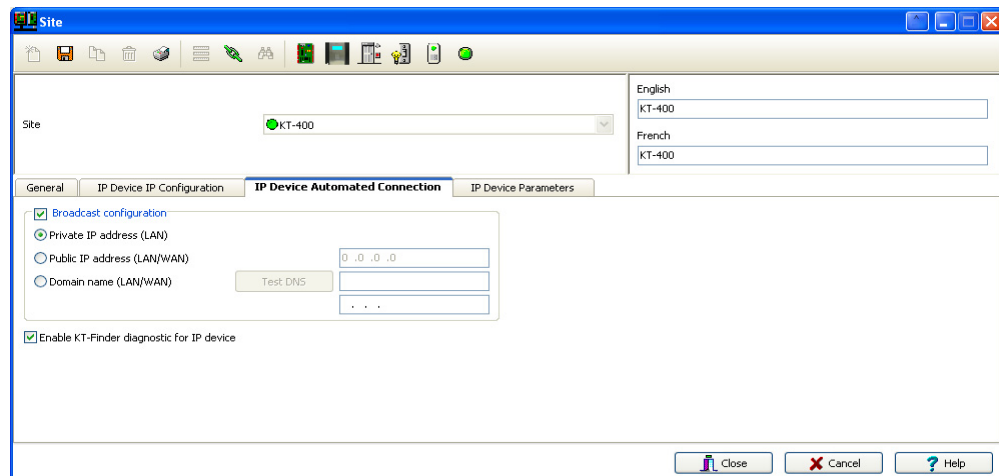 Site
English
KT-400
Site
KT-400
French
KT-400
General
IP Device IP Configuration
IP Device Automated Connection
IP Device Parameters
Broadcast configuration
Private IP address (LAN)
Public IP address (LAN/WAN)
0 .0 .0 .0
Domain name (LAN/WAN)
Test DNS
. . .
Enable KT-Finder diagnostic for IP device
Close
Cancel
Help